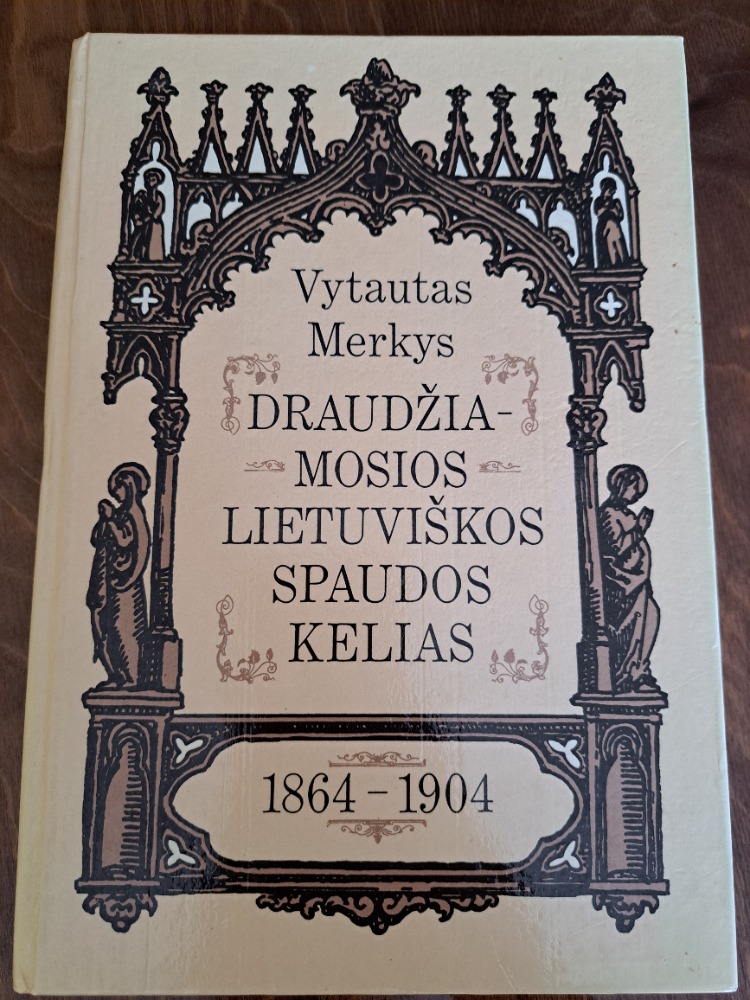 Vytautas
Merkys
DRAUDŽIA-
MOSIOS
LIETUVIŠKOS
SPAUDOS
KELIAS
1864 – 1904